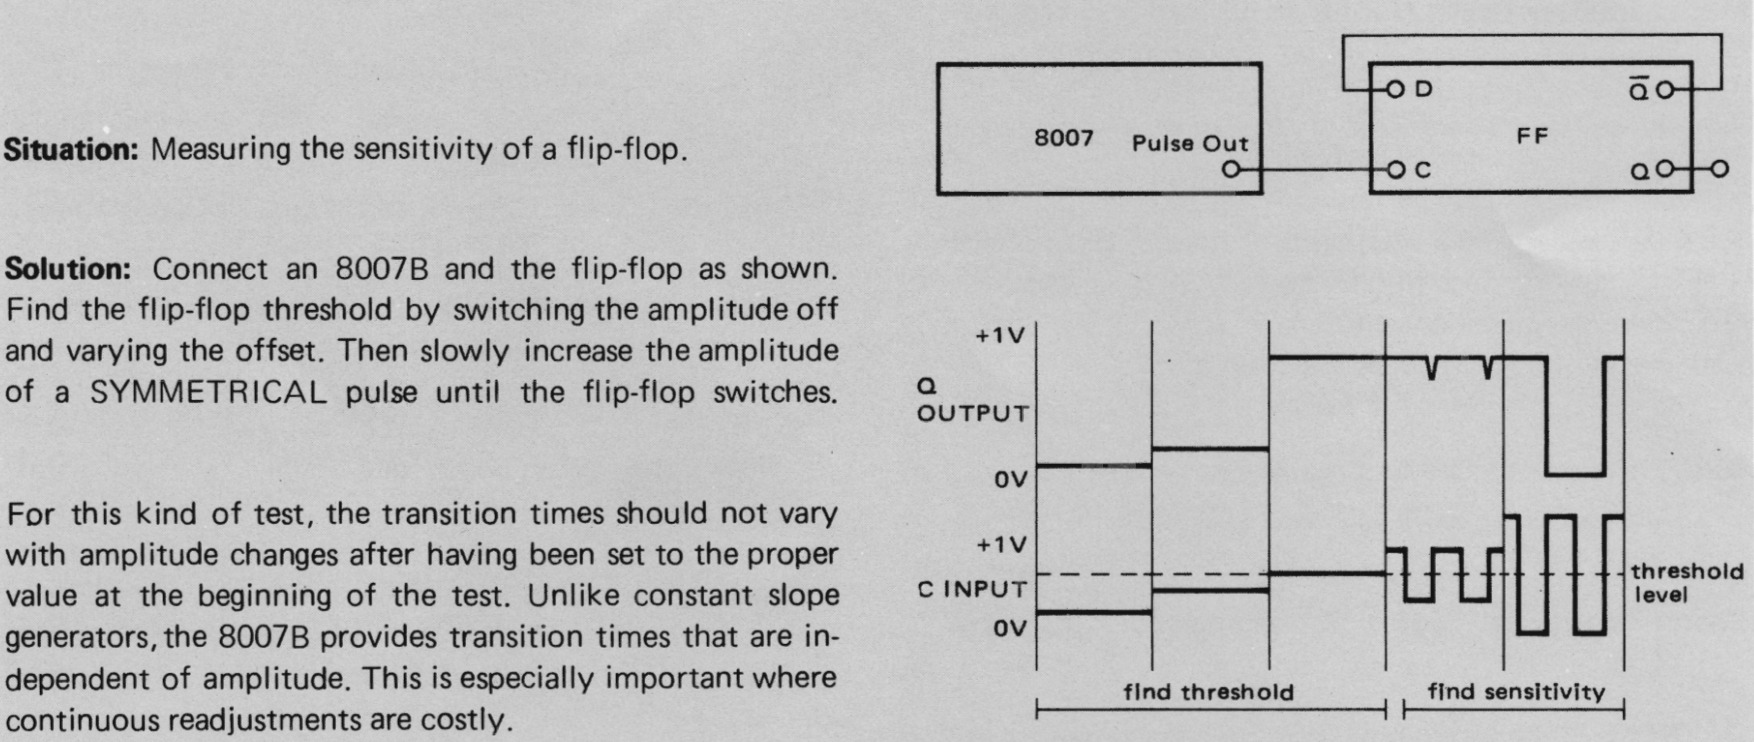 Situation: Measuring the sensitivity of a flip-flop.
Solution: Connect an 8007B and the flip-flop as shown.
Find the flip-flop threshold by switching the amplitude off
and varying the offset. Then slowly increase the amplitude
of a SYMMETRICAL pulse until the flip-flop switches.
For this kind of test, the transition times should not vary
with amplitude changes after having been set to the proper
value at the beginning of the test. Unlike constant slope
generators, the 8007B provides transition times that are in-
dependent of amplitude. This is especially important where
continuous readjustments are costly.
8007 Pulse Out
D Q̅
FF
C Q
+1V
Q
OUTPUT
0V
+1V
C INPUT
0V
threshold
level
find threshold
find sensitivity